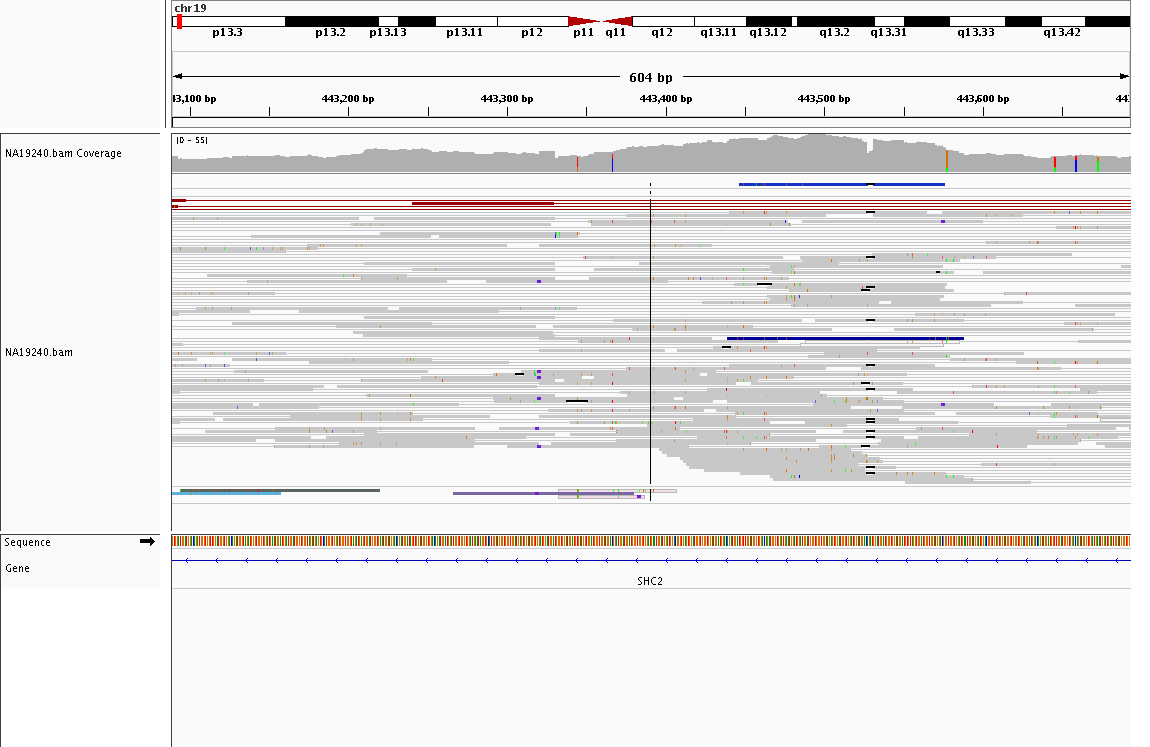 chr19
p13.3 p13.2 p13.13 p13.11 p12 p11 q11 q12 q13.11 q13.12 q13.2 q13.31 q13.33 q13.42
604 bp
443,200 bp 443,300 bp 443,400 bp 443,500 bp 443,600 bp
[0 - 55]
NA19240.bam Coverage
NA19240.bam
Sequence
Gene
SHC2